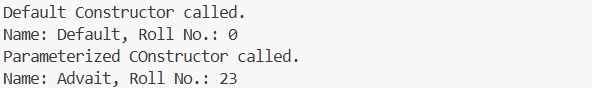 Default Constructor called.
Name: Default, Roll No.: 0
Parameterized COnstructor called.
Name: Advait, Roll No.: 23